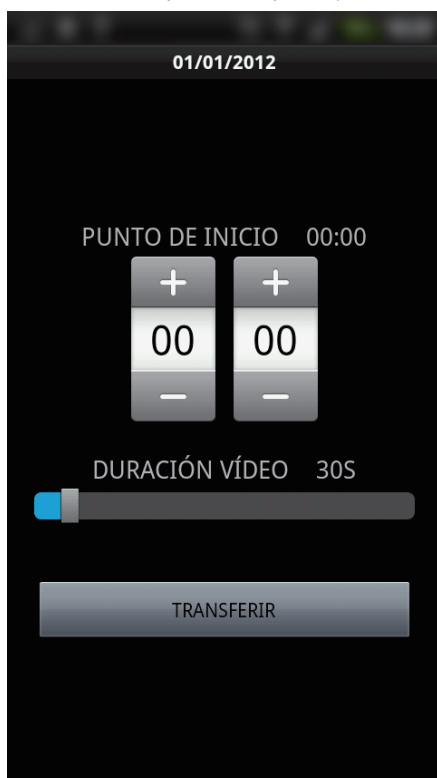 01/01/2012
PUNTO DE INICIO 00:00
+ +
00 00
− −
DURACIÓN VÍDEO 30S
TRANSFERIR